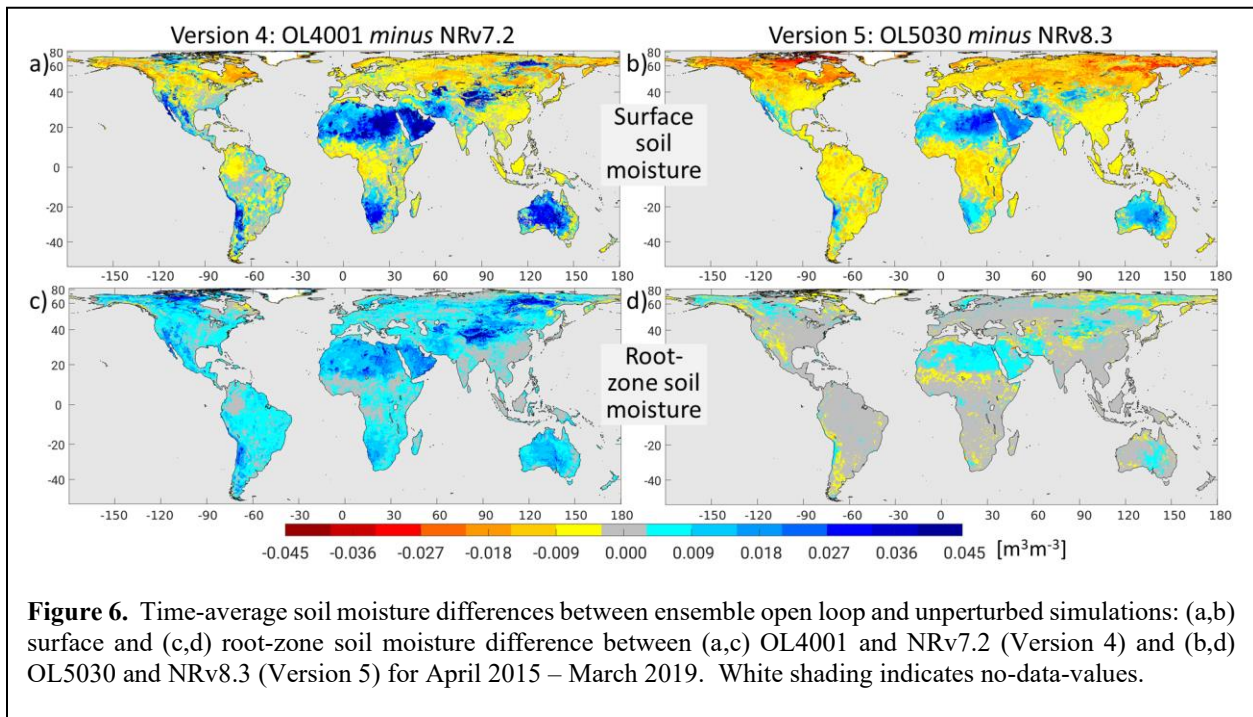 Version 4: OL4001 minus NRv7.2
Version 5: OL5030 minus NRv8.3
a)
80
60
40
20
0
-20
-40
-150 -120 -90 -60 -30 0 30 60 90 120 150 180
Surface
soil
moisture
b)
80
60
40
20
0
-20
-40
-150 -120 -90 -60 -30 0 30 60 90 120 150 180
c)
80
60
40
20
0
-20
-40
-150 -120 -90 -60 -30 0 30 60 90 120 150 180
Root-
zone soil
moisture
d)
80
60
40
20
0
-20
-40
-150 -120 -90 -60 -30 0 30 60 90 120 150 180
-0.045 -0.036 -0.027 -0.018 -0.009 0.000 0.009 0.018 0.027 0.036 0.045 [m³m⁻³]
Figure 6. Time-average soil moisture differences between ensemble open loop and unperturbed simulations: (a,b)
surface and (c,d) root-zone soil moisture difference between (a,c) OL4001 and NRv7.2 (Version 4) and (b,d)
OL5030 and NRv8.3 (Version 5) for April 2015 – March 2019. White shading indicates no-data-values.